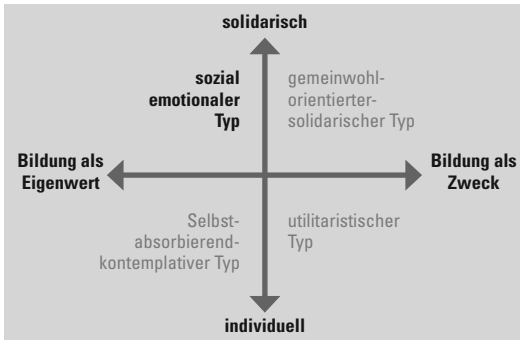 solidarisch
sozial
emotionaler
Typ
gemeinwohl-
orientierter-
solidarischer Typ
Bildung als
Eigenwert
Bildung als
Zweck
Selbst-
absorbierend-
kontemplativer Typ
utilitaristischer
Typ
individuell